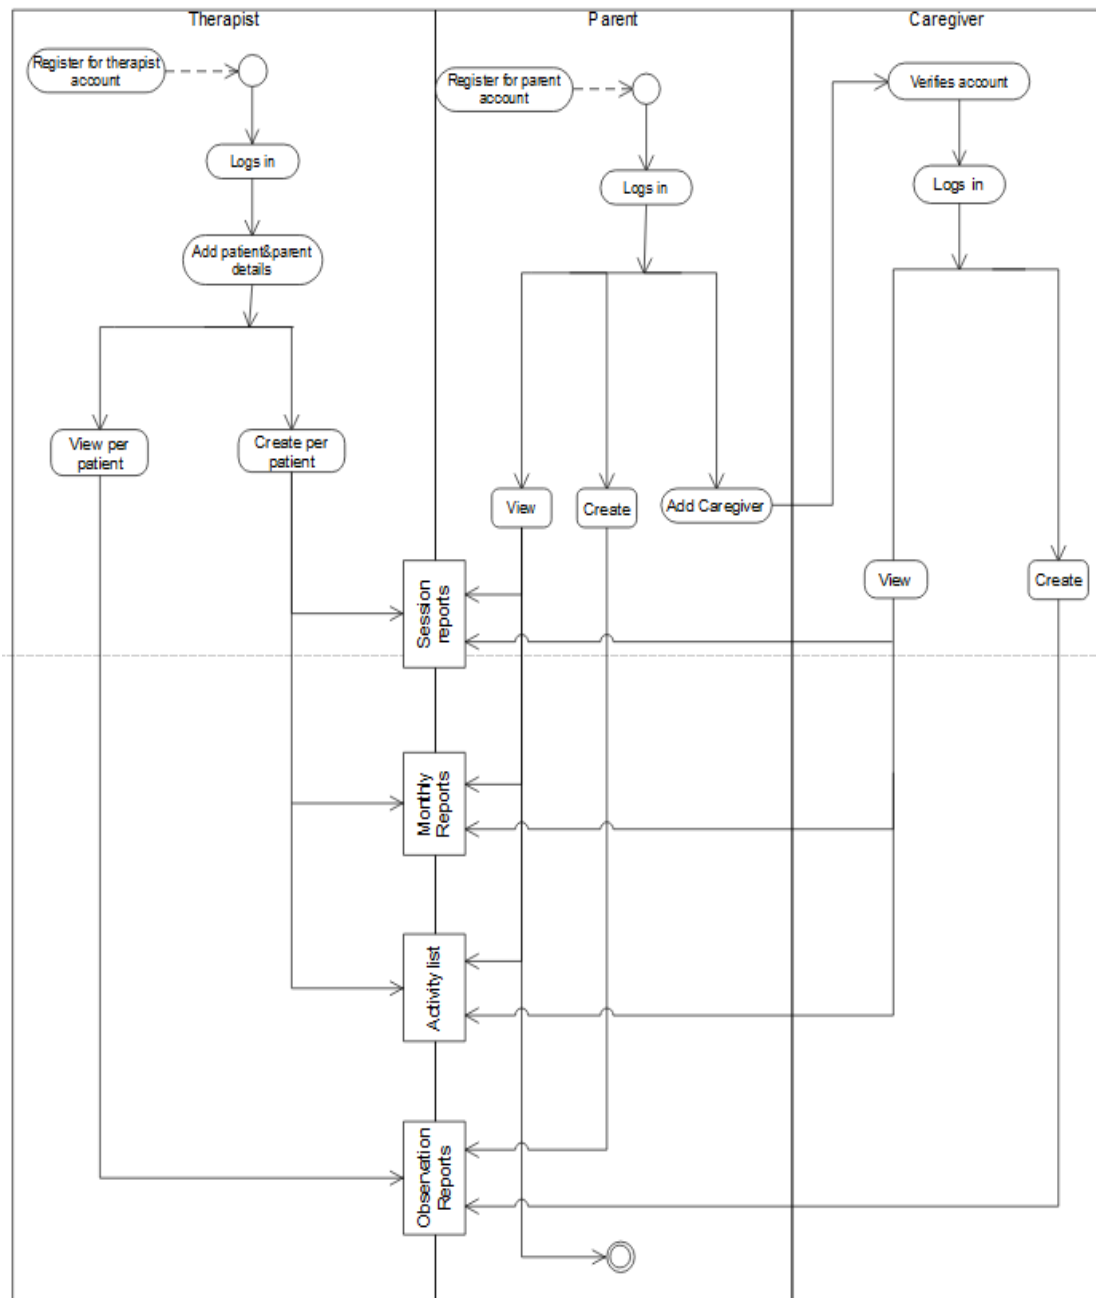 Therapist
Parent
Caregiver
Register for therapist
account
Register for parent
account
Verifies account
Logs in
Logs in
Logs in
Add patient&parent
details
View per
patient
Create per
patient
View
Create
Add Caregiver
View
Create
Session
reports
Monthly
Reports
Activity list
Observation
Reports